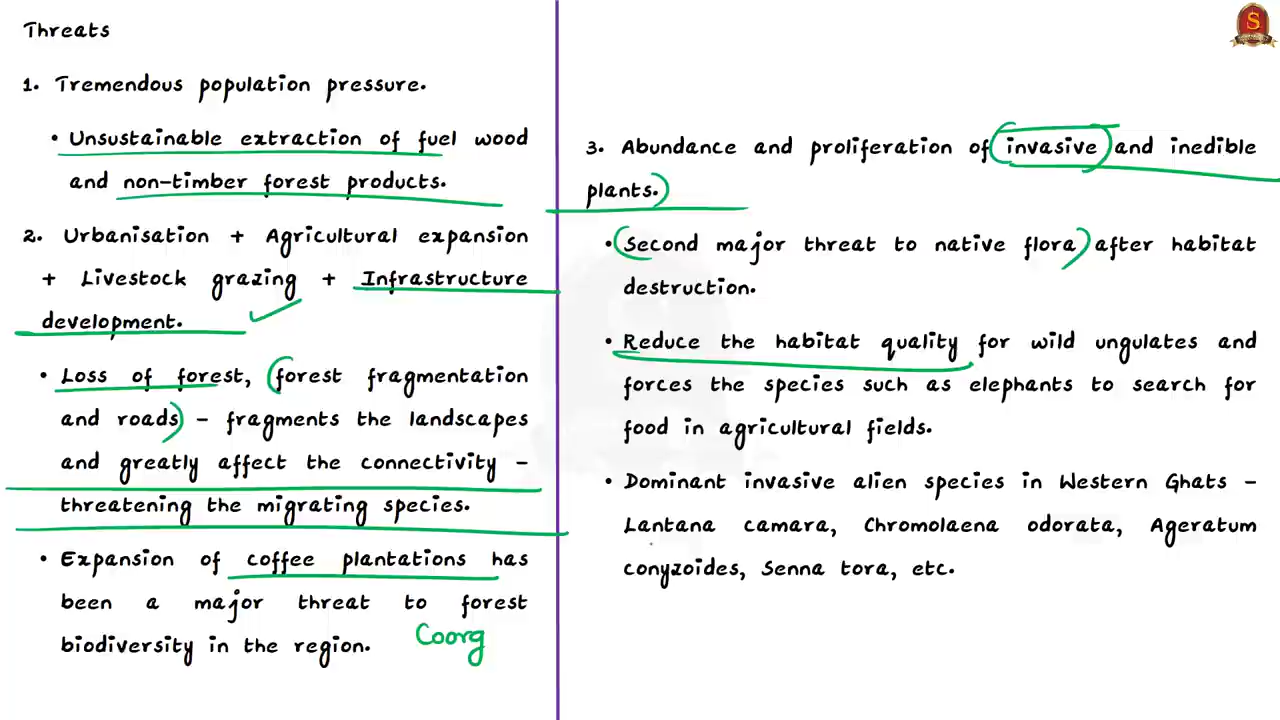 Threats
1. Tremendous population pressure.
• Unsustainable extraction of fuel wood
and non-timber forest products.
2. Urbanisation + Agricultural expansion
+ Livestock grazing + Infrastructure
development.
• Loss of forest, (forest fragmentation
and roads) - fragments the landscapes
and greatly affect the connectivity -
threatening the migrating species.
• Expansion of coffee plantations has
been a major threat to forest
biodiversity in the region.
Coorg
S
3. Abundance and proliferation of (invasive) and inedible
plants.)
• (Second major threat to native flora) after habitat
destruction.
• Reduce the habitat quality for wild ungulates and
forces the species such as elephants to search for
food in agricultural fields.
• Dominant invasive alien species in Western Ghats -
Lantana camara, Chromolaena odorata, Ageratum
conyzoides, Senna tora, etc.